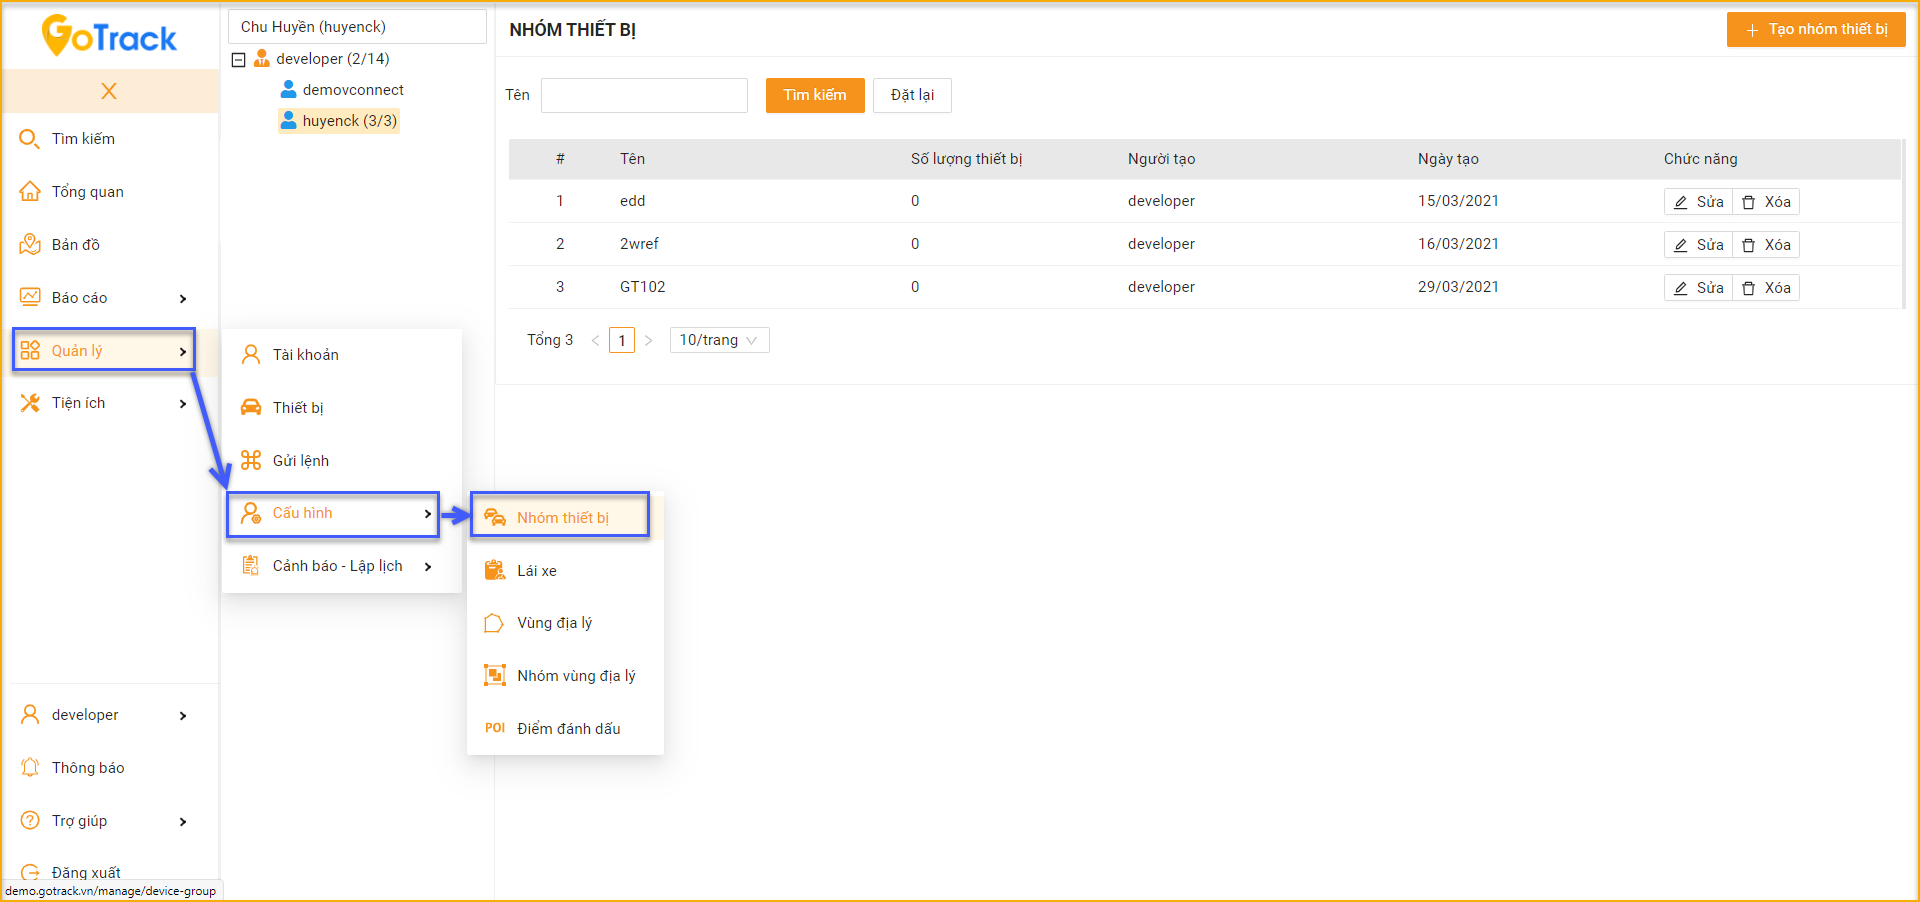 GoTrack
Tìm kiếm
Tổng quan
Bản đồ
Báo cáo
Quản lý
Tiện ích
developer
Thông báo
Trợ giúp
Đăng xuất
demo.gotrack.vn/manage/device-group
Chu Huyền (huyenck)
developer (2/14)
demovconnect
huyenck (3/3)
Tài khoản
Thiết bị
Gửi lệnh
Cấu hình
Cảnh báo - Lập lịch
Nhóm thiết bị
Lái xe
Vùng địa lý
Nhóm vùng địa lý
POI Điểm đánh dấu
NHÓM THIẾT BỊ
Tạo nhóm thiết bị
Tên Tìm kiếm Đặt lại
# Tên Số lượng thiết bị Người tạo Ngày tạo Chức năng
1 edd 0 developer 15/03/2021 Sửa Xóa
2 2wref 0 developer 16/03/2021 Sửa Xóa
3 GT102 0 developer 29/03/2021 Sửa Xóa
Tổng 3 < 1 > 10/trang